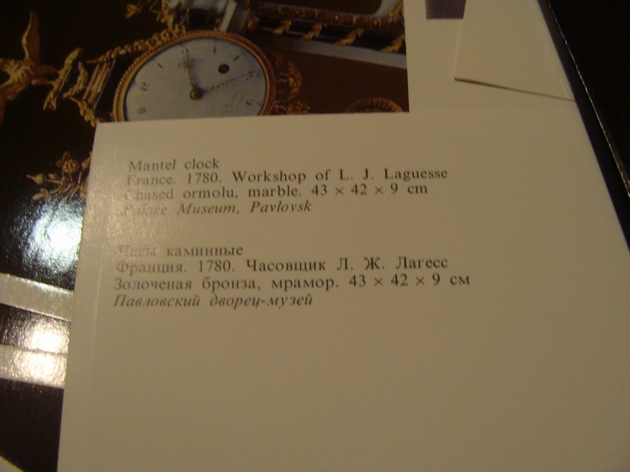 Mantel clock
France. 1780. Workshop of L. J. Laguesse
Chased ormolu, marble. 43 × 42 × 9 cm
Palace Museum, Pavlovsk
Часы каминные
Франция. 1780. Часовщик Л. Ж. Лагесс
Золоченая бронза, мрамор. 43 × 42 × 9 см
Павловский дворец-музей